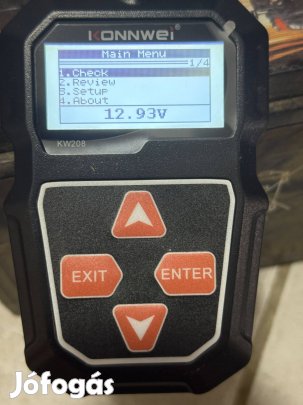 KONNWEI
Main Menu
1/4
1.Check
2.Review
3.Setup
4.About
12.93V
KW208
EXIT
ENTER
Jófogás